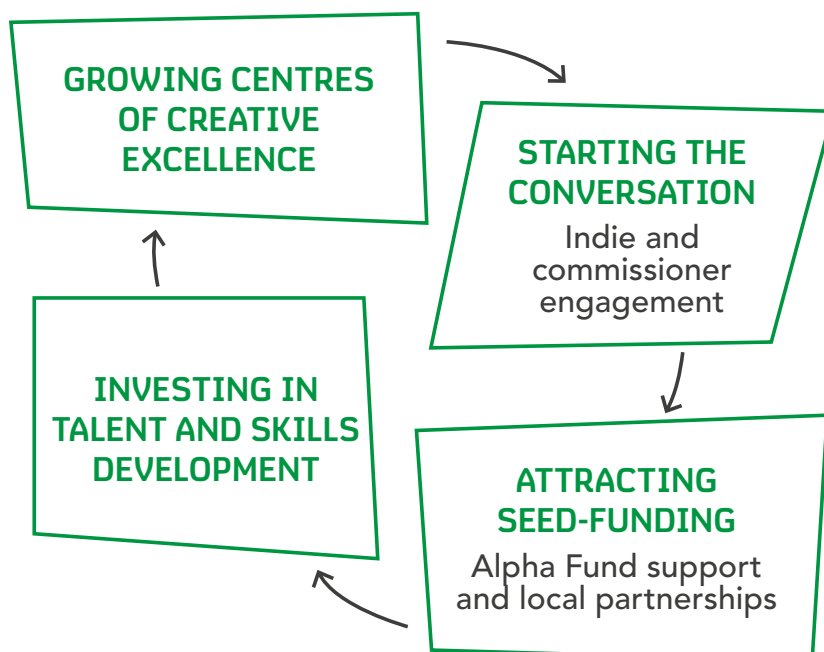 GROWING CENTRES
OF CREATIVE
EXCELLENCE
STARTING THE
CONVERSATION
Indie and
commissioner
engagement
ATTRACTING
SEED-FUNDING
Alpha Fund support
and local partnerships
INVESTING IN
TALENT AND SKILLS
DEVELOPMENT